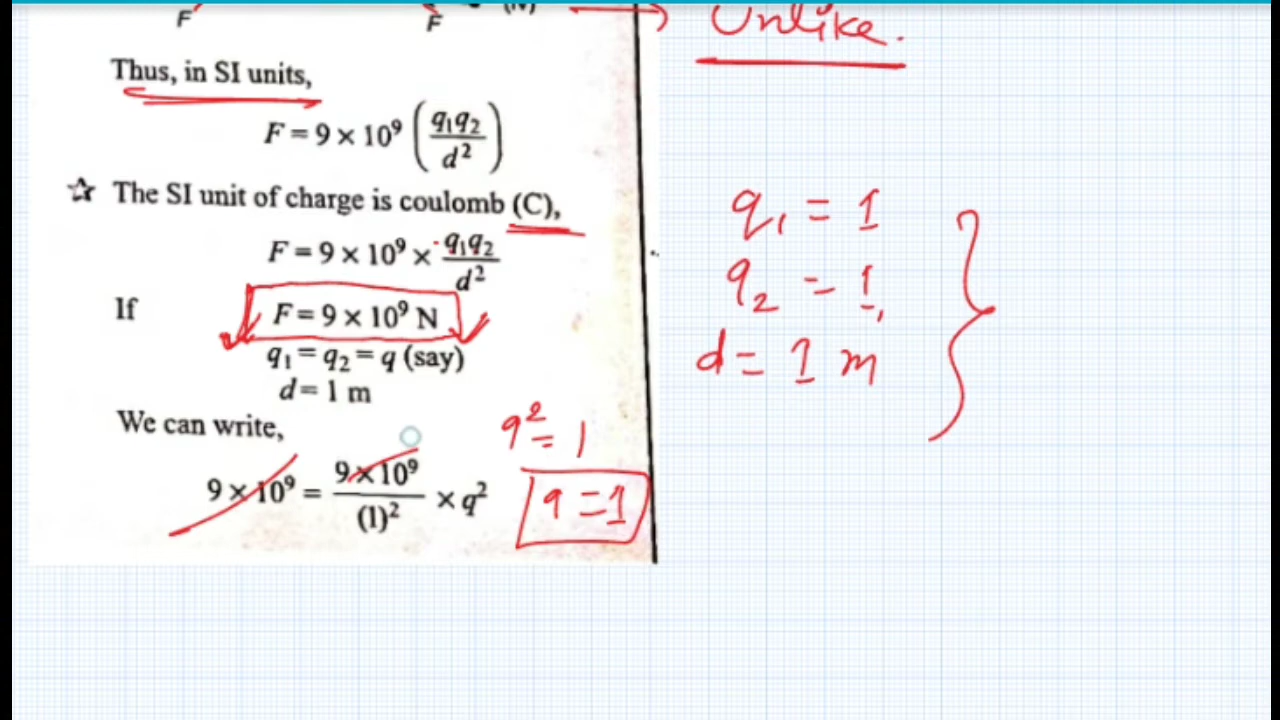 F F (N) Unlike.
Thus, in SI units,
F = 9 × 10⁹ (q₁q₂ / d²)
☆ The SI unit of charge is coulomb (C),
F = 9 × 10⁹ × q₁q₂ / d²
If F = 9 × 10⁹ N
q₁ = q₂ = q (say)
d = 1 m
We can write,
9 × 10⁹ = 9 × 10⁹ / (1)² × q²
q² = 1
q = 1
q₁ = 1
q₂ = 1
d = 1 m